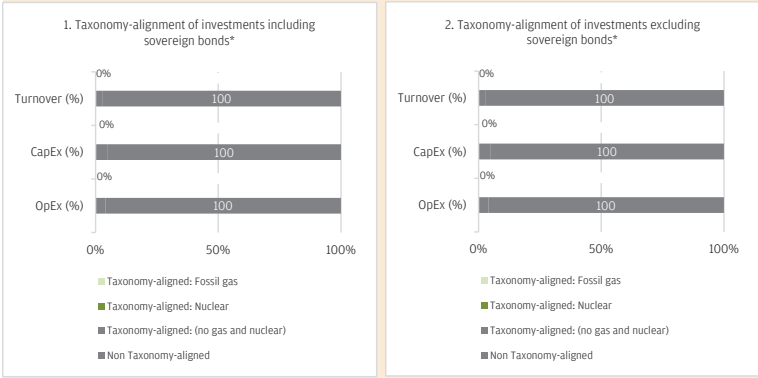 1. Taxonomy-alignment of investments including
sovereign bonds*
0%
Turnover (%)
100
0%
CapEx (%)
100
0%
OpEx (%)
100
0%
50%
100%
Taxonomy-aligned: Fossil gas
Taxonomy-aligned: Nuclear
Taxonomy-aligned: (no gas and nuclear)
Non Taxonomy-aligned
2. Taxonomy-alignment of investments excluding
sovereign bonds*
0%
Turnover (%)
100
0%
CapEx (%)
100
0%
OpEx (%)
100
0%
50%
100%
Taxonomy-aligned: Fossil gas
Taxonomy-aligned: Nuclear
Taxonomy-aligned: (no gas and nuclear)
Non Taxonomy-aligned